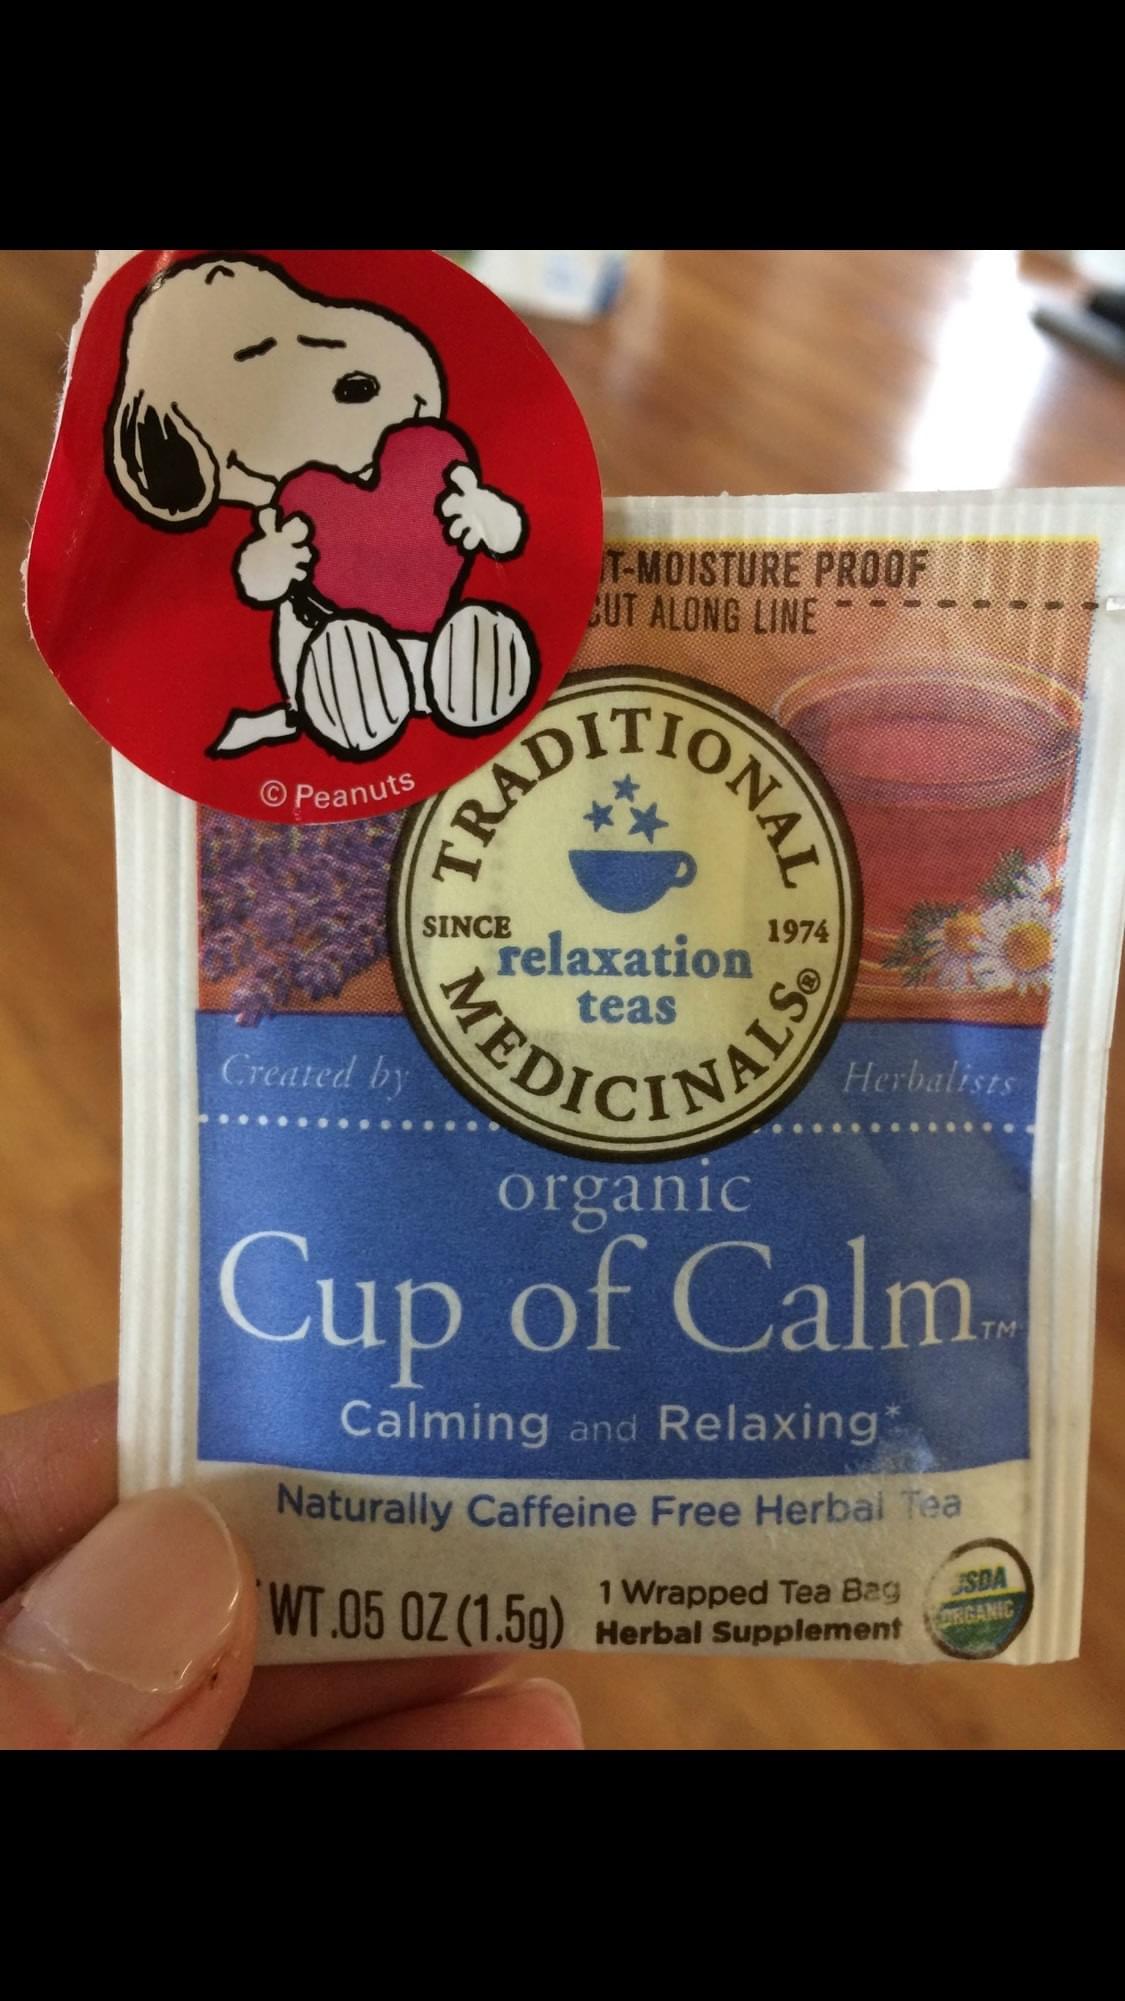 © Peanuts
T-MOISTURE PROOF
CUT ALONG LINE
TRADITIONAL
SINCE 1974
relaxation
teas
MEDICINALS®
Created by Herbalists
organic
Cup of Calm™
Calming and Relaxing*
Naturally Caffeine Free Herbal Tea
WT .05 OZ (1.5g)
1 Wrapped Tea Bag
Herbal Supplement
USDA
ORGANIC